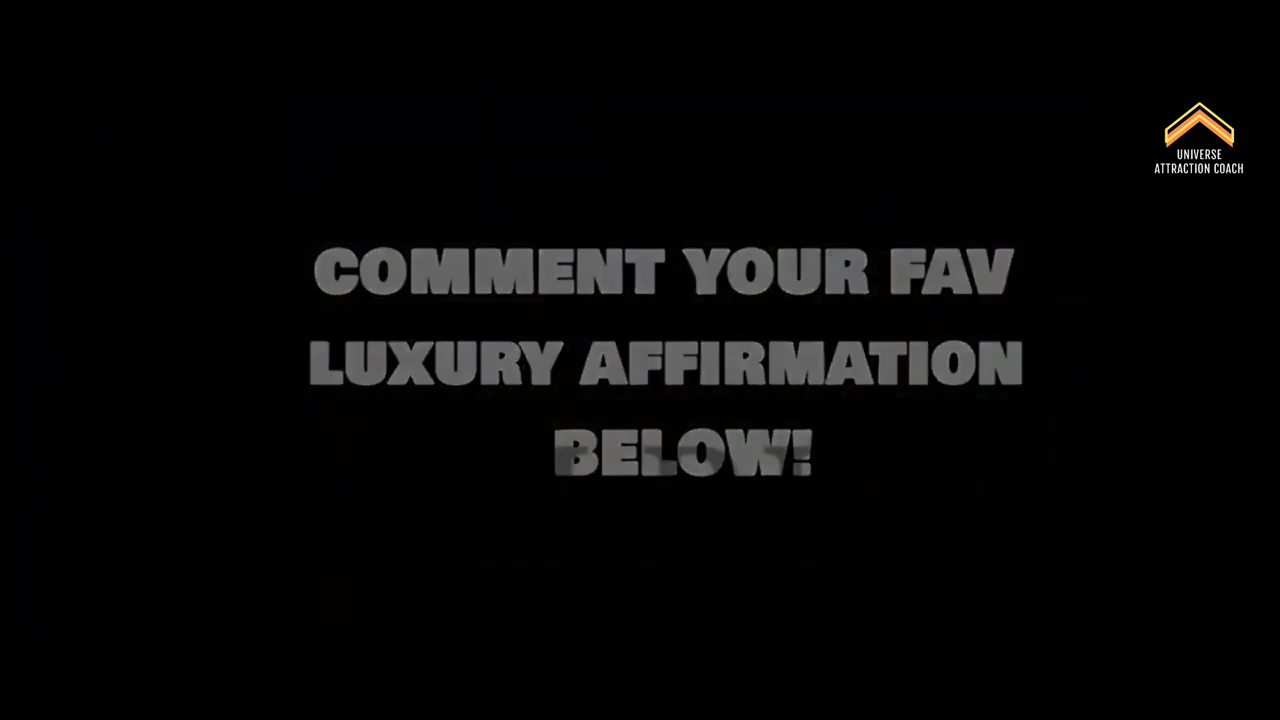 UNIVERSE
ATTRACTION COACH
COMMENT YOUR FAV
LUXURY AFFIRMATION
BELOW!